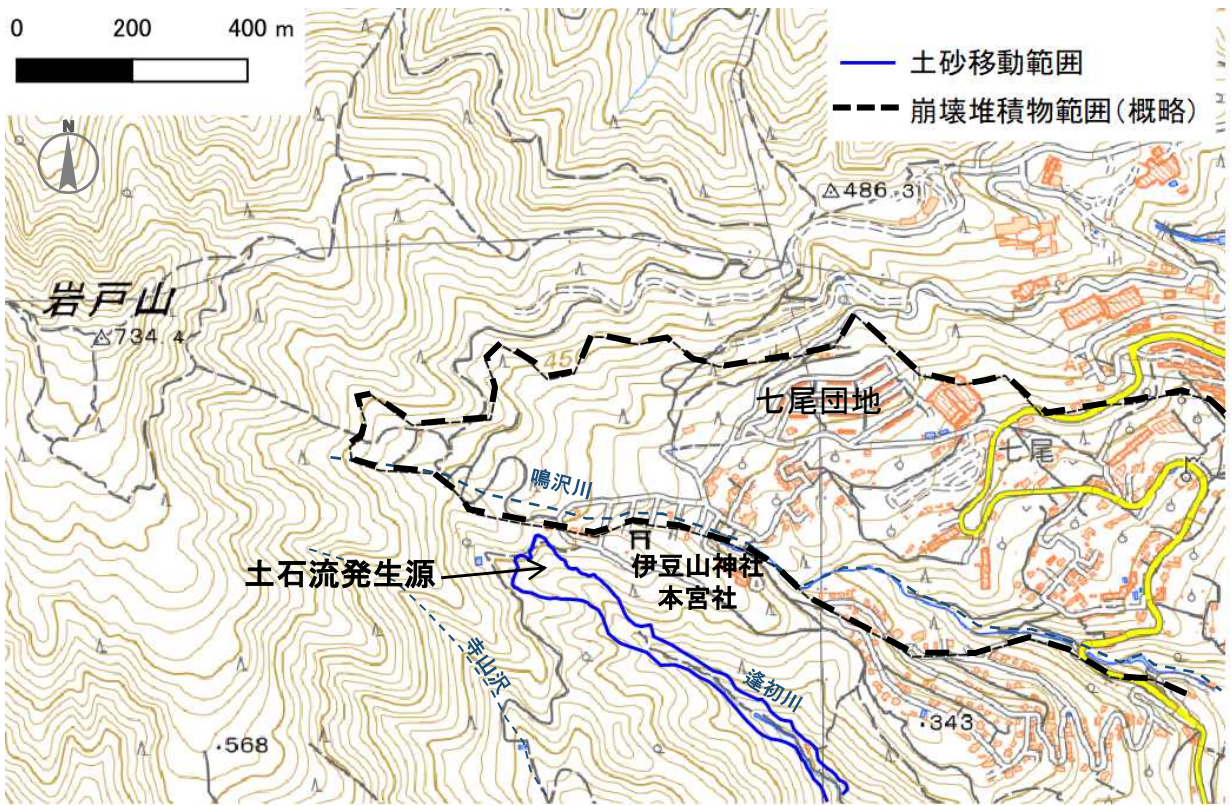 0 200 400 m
土砂移動範囲
崩壊堆積物範囲(概略)
N
486.3
岩戸山
734.4
450
七尾団地
七尾
鳴沢川
土石流発生源
伊豆山神社
本宮社
寺山沢
逢初川
568
343